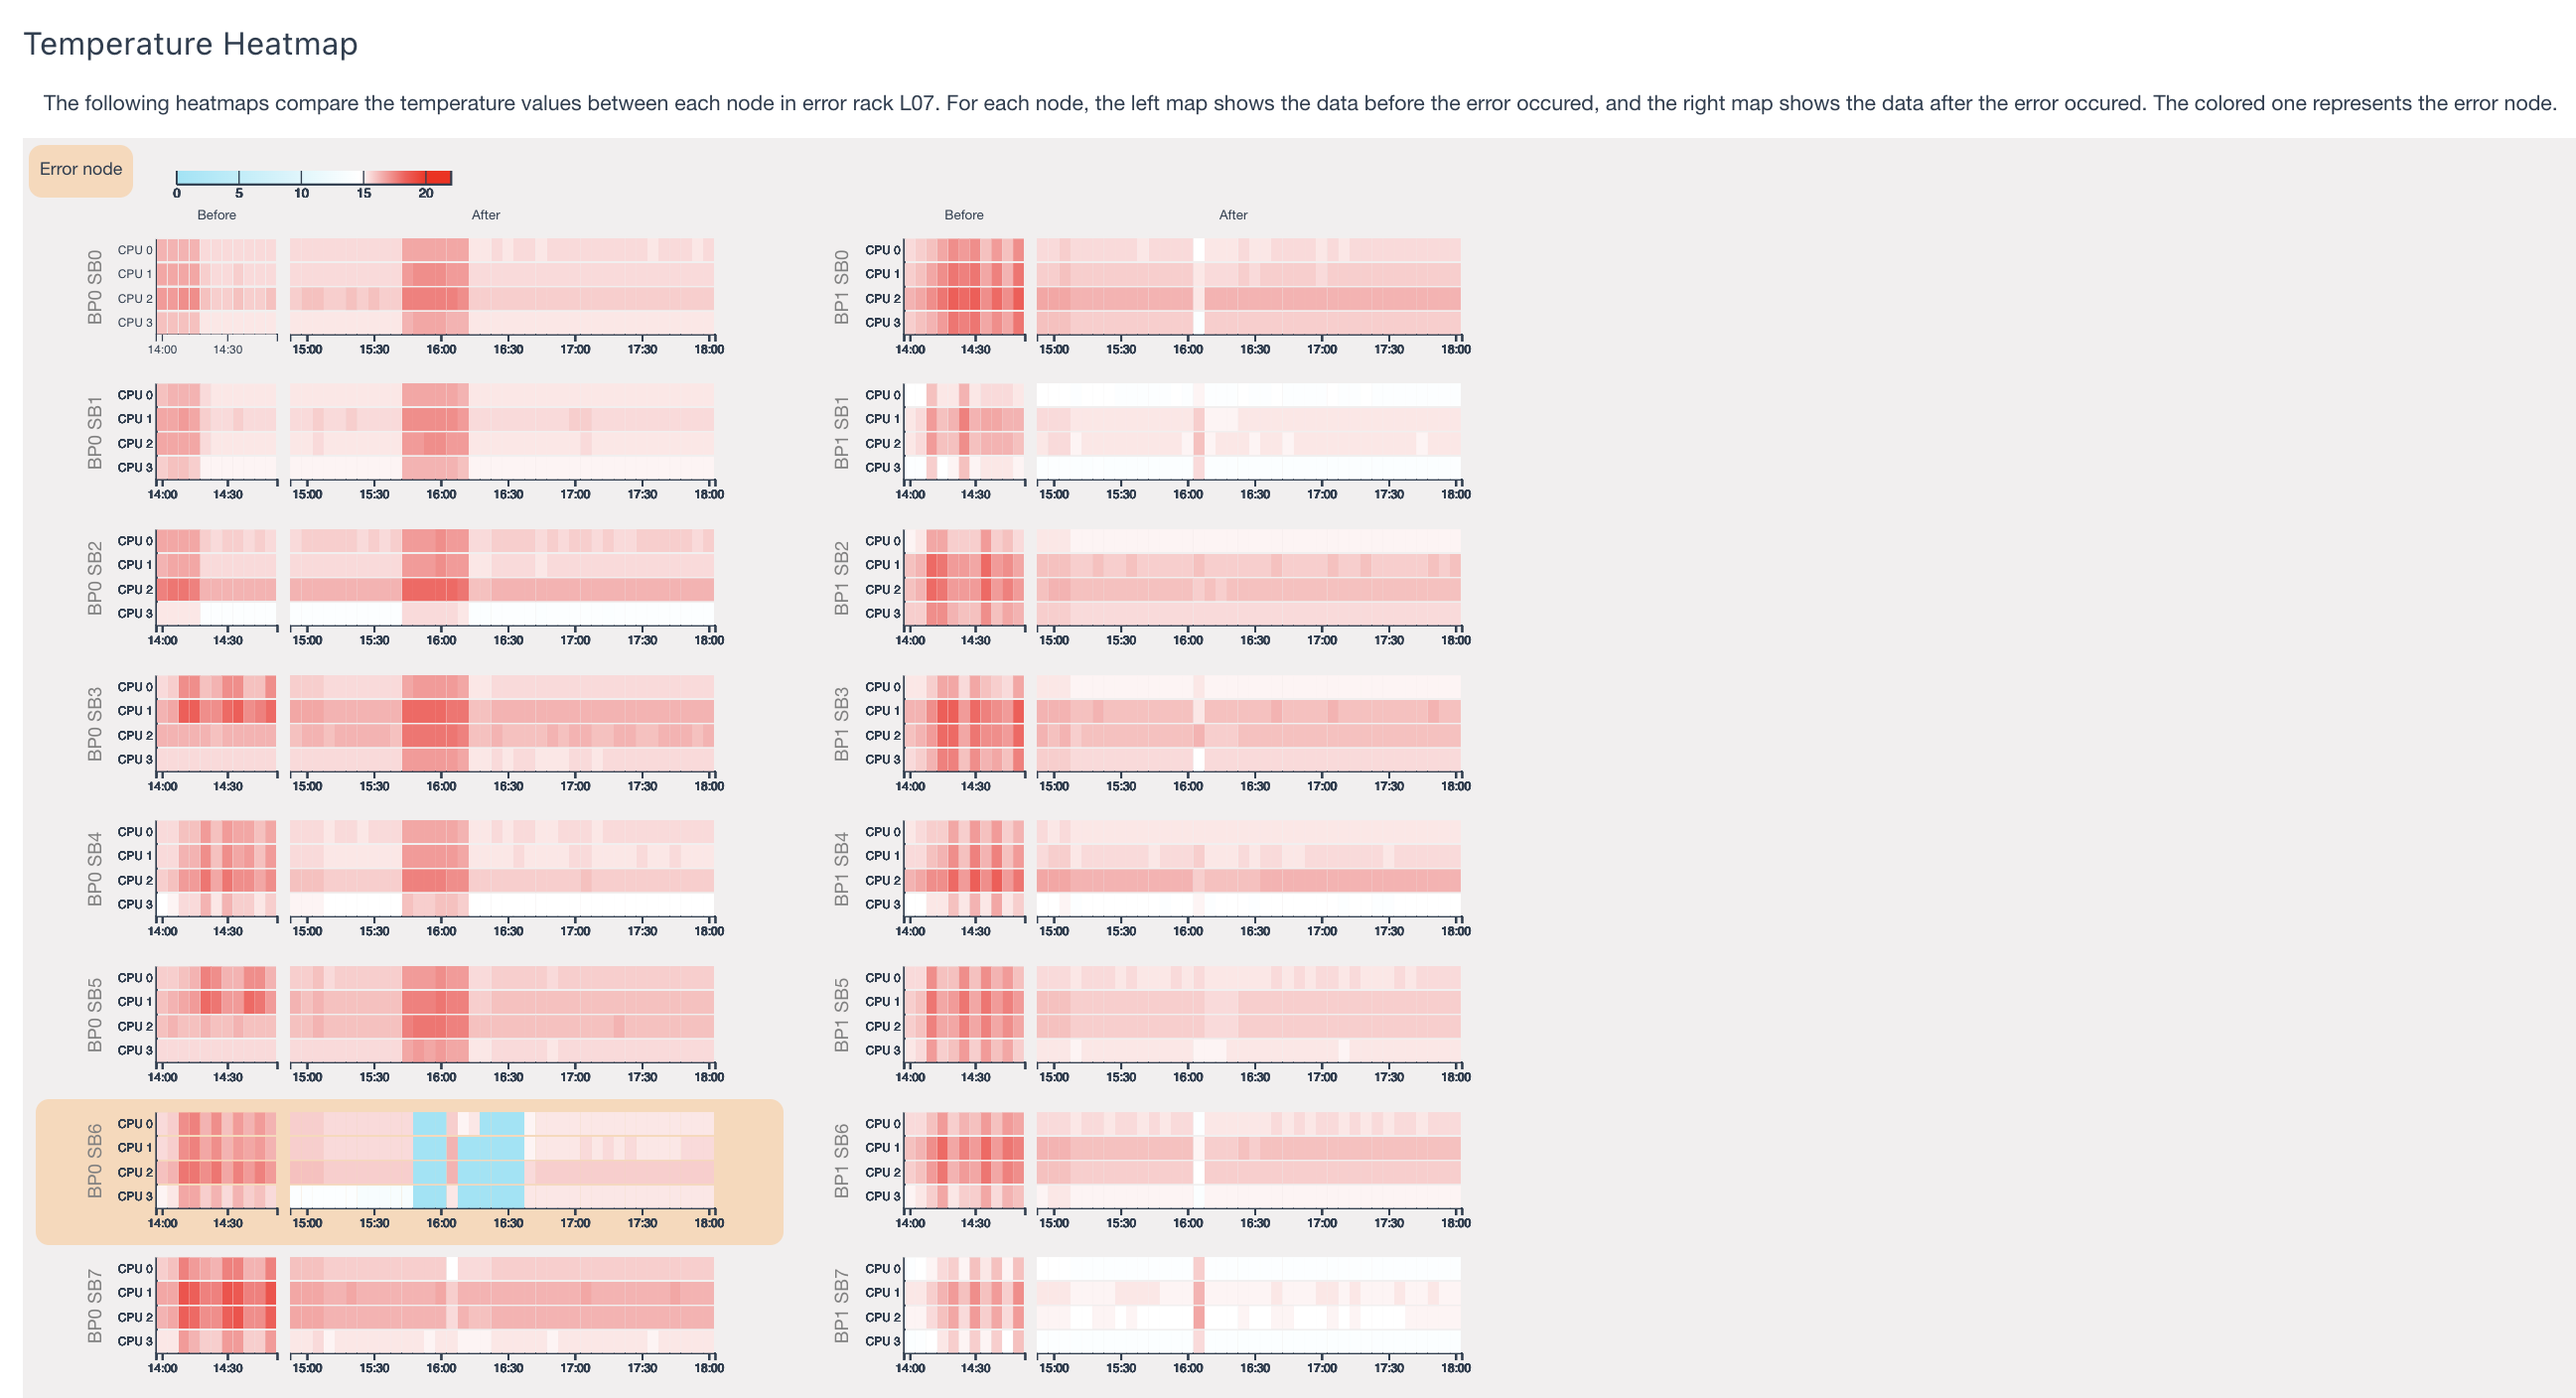 Temperature Heatmap
The following heatmaps compare the temperature values between each node in error rack L07. For each node, the left map shows the data before the error occured, and the right map shows the data after the error occured. The colored one represents the error node.
Error node
0 5 10 15 20
Before After Before After
BP0 SB0
CPU 0
CPU 1
CPU 2
CPU 3
14:00 14:30 15:00 15:30 16:00 16:30 17:00 17:30 18:00
BP1 SB0
CPU 0
CPU 1
CPU 2
CPU 3
14:00 14:30 15:00 15:30 16:00 16:30 17:00 17:30 18:00
BP0 SB1
CPU 0
CPU 1
CPU 2
CPU 3
14:00 14:30 15:00 15:30 16:00 16:30 17:00 17:30 18:00
BP1 SB1
CPU 0
CPU 1
CPU 2
CPU 3
14:00 14:30 15:00 15:30 16:00 16:30 17:00 17:30 18:00
BP0 SB2
CPU 0
CPU 1
CPU 2
CPU 3
14:00 14:30 15:00 15:30 16:00 16:30 17:00 17:30 18:00
BP1 SB2
CPU 0
CPU 1
CPU 2
CPU 3
14:00 14:30 15:00 15:30 16:00 16:30 17:00 17:30 18:00
BP0 SB3
CPU 0
CPU 1
CPU 2
CPU 3
14:00 14:30 15:00 15:30 16:00 16:30 17:00 17:30 18:00
BP1 SB3
CPU 0
CPU 1
CPU 2
CPU 3
14:00 14:30 15:00 15:30 16:00 16:30 17:00 17:30 18:00
BP0 SB4
CPU 0
CPU 1
CPU 2
CPU 3
14:00 14:30 15:00 15:30 16:00 16:30 17:00 17:30 18:00
BP1 SB4
CPU 0
CPU 1
CPU 2
CPU 3
14:00 14:30 15:00 15:30 16:00 16:30 17:00 17:30 18:00
BP0 SB5
CPU 0
CPU 1
CPU 2
CPU 3
14:00 14:30 15:00 15:30 16:00 16:30 17:00 17:30 18:00
BP1 SB5
CPU 0
CPU 1
CPU 2
CPU 3
14:00 14:30 15:00 15:30 16:00 16:30 17:00 17:30 18:00
BP0 SB6
CPU 0
CPU 1
CPU 2
CPU 3
14:00 14:30 15:00 15:30 16:00 16:30 17:00 17:30 18:00
BP1 SB6
CPU 0
CPU 1
CPU 2
CPU 3
14:00 14:30 15:00 15:30 16:00 16:30 17:00 17:30 18:00
BP0 SB7
CPU 0
CPU 1
CPU 2
CPU 3
14:00 14:30 15:00 15:30 16:00 16:30 17:00 17:30 18:00
BP1 SB7
CPU 0
CPU 1
CPU 2
CPU 3
14:00 14:30 15:00 15:30 16:00 16:30 17:00 17:30 18:00